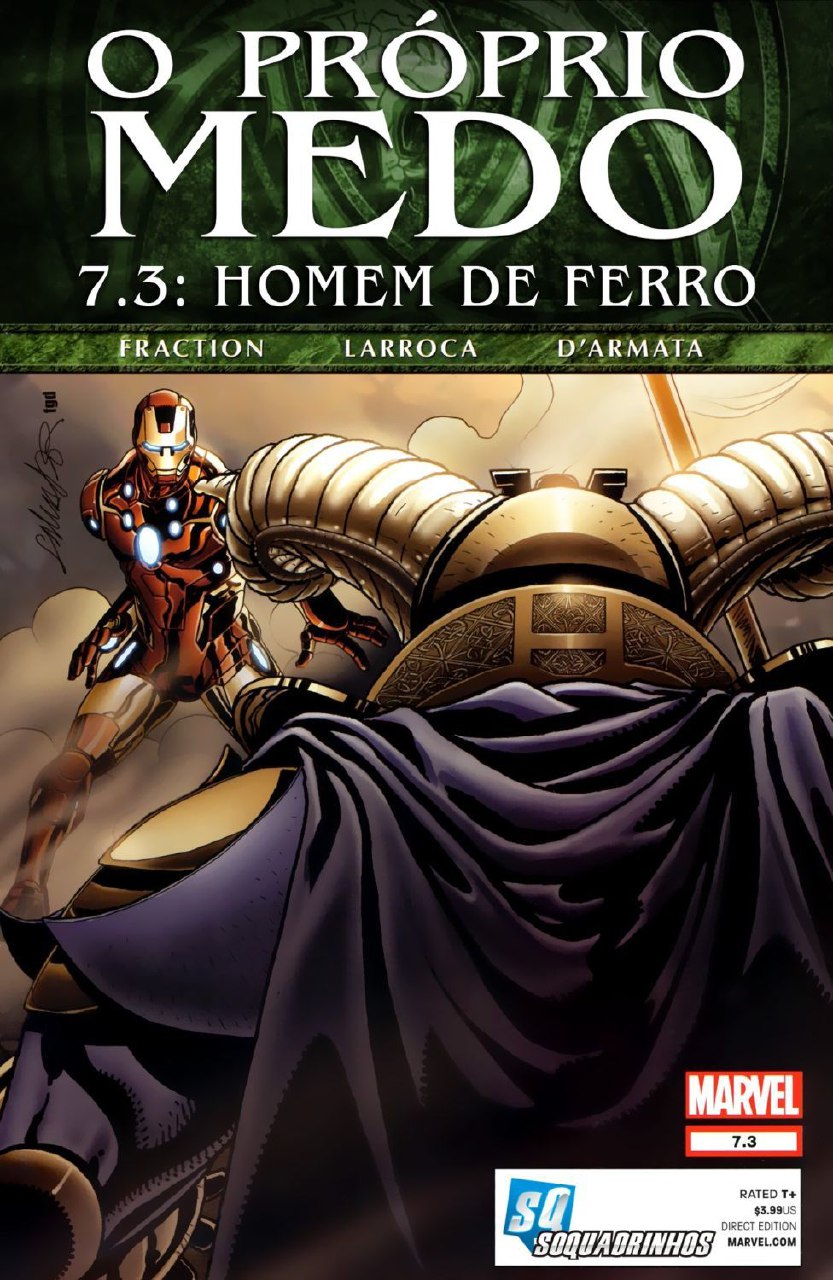 O PRÓPRIO
MEDO
7.3: HOMEM DE FERRO
FRACTION LARROCA D'ARMATA
fgd
MARVEL
7.3
SQ
SOQUADRINHOS
RATED T+
$3.99US
DIRECT EDITION
MARVEL.COM